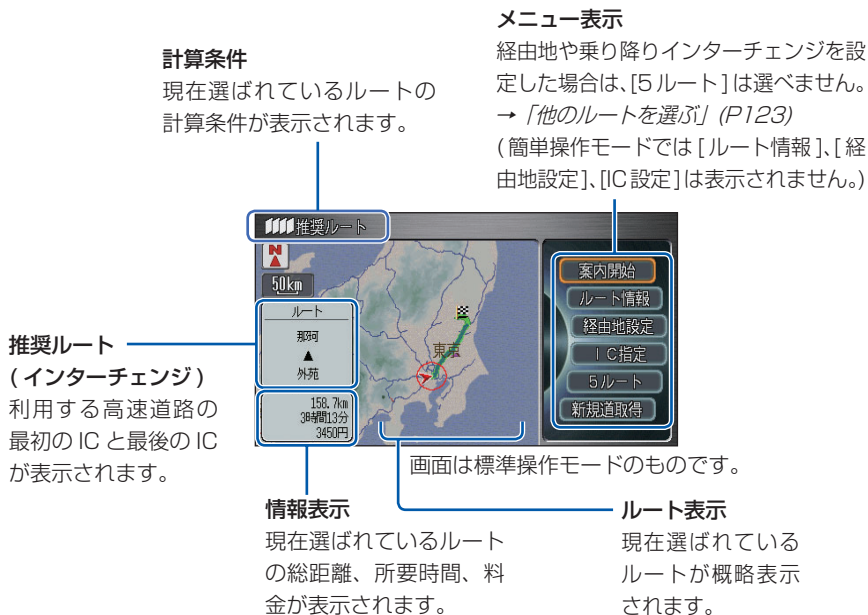 メニュー表示
経由地や乗り降りインターチェンジを設
定した場合は、[5ルート]は選べません。
→「他のルートを選ぶ」(P123)
(簡単操作モードでは[ルート情報]、[経
由地設定]、[IC設定]は表示されません。)
計算条件
現在選ばれているルートの
計算条件が表示されます。
推奨ルート
N
50km
ルート
那珂
▲
外苑
158.7km
3時間13分
3450円
東京
案内開始
ルート情報
経由地設定
IC指定
5ルート
新規道取得
推奨ルート
(インターチェンジ)
利用する高速道路の
最初のICと最後のIC
が表示されます。
画面は標準操作モードのものです。
情報表示
現在選ばれているルート
の総距離、所要時間、料
金が表示されます。
ルート表示
現在選ばれている
ルートが概略表示
されます。